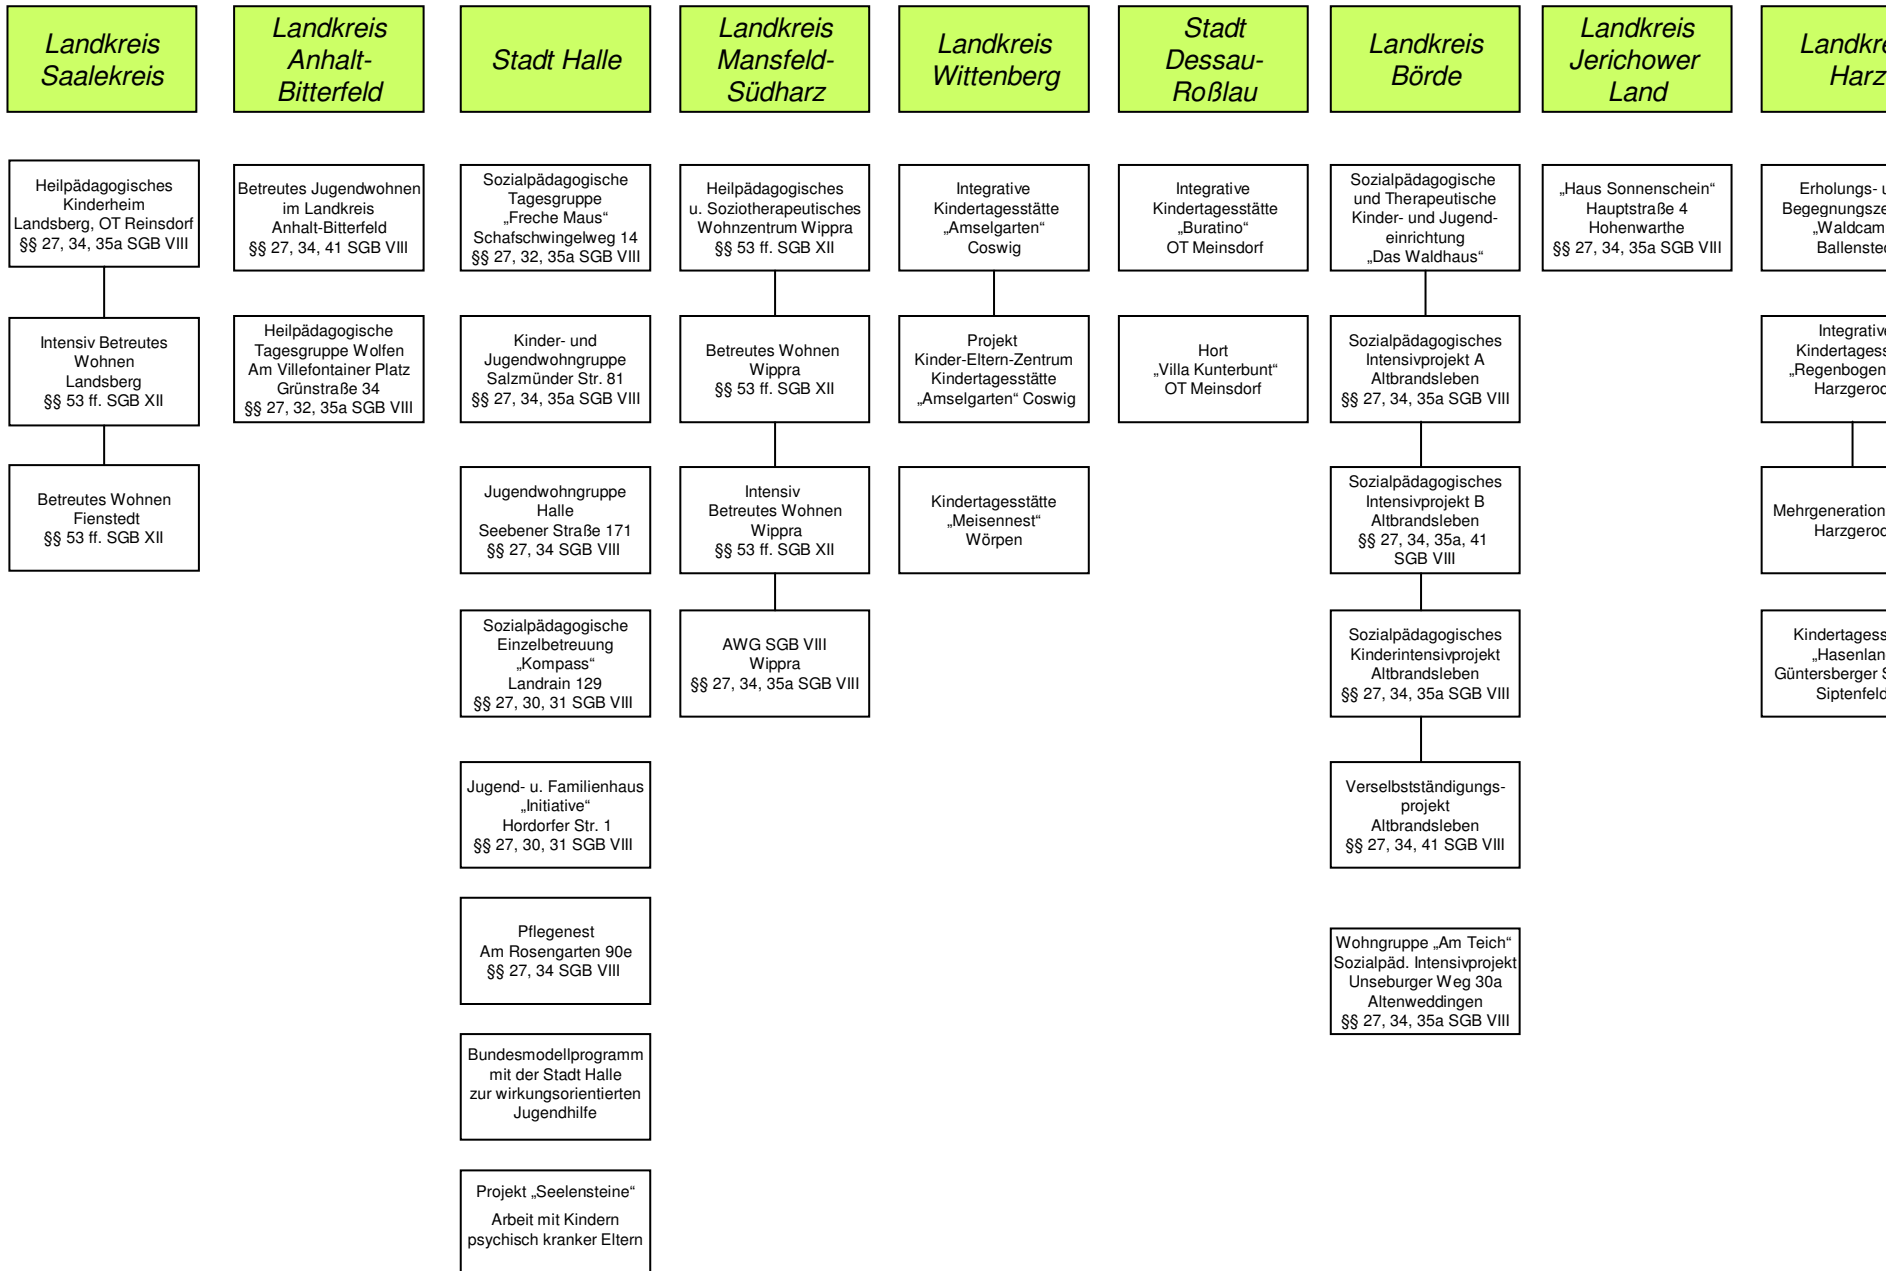 Landkreis
Saalekreis
Landkreis
Anhalt-
Bitterfeld
Stadt Halle
Landkreis
Mansfeld-
Südharz
Landkreis
Wittenberg
Stadt
Dessau-
Roßlau
Landkreis
Börde
Landkreis
Jerichower
Land
Harz
Heilpädagogisches
Kinderheim
Landsberg, OT Reinsdorf
§§ 27, 34, 35a SGB VIII
Intensiv Betreutes
Wohnen
Landsberg
§§ 53 ff. SGB XII
Betreutes Wohnen
Fienstedt
§§ 53 ff. SGB XII
Betreutes Jugendwohnen
im Landkreis
Anhalt-Bitterfeld
§§ 27, 34, 41 SGB VIII
Heilpädagogische
Tagesgruppe Wolfen
Am Villefontainer Platz
Grünstraße 34
§§ 27, 32, 35a SGB VIII
Sozialpädagogische
Tagesgruppe
„Freche Maus“
Schafschwingelweg 14
§§ 27, 32, 35a SGB VIII
Kinder- und
Jugendwohngruppe
Salzmünder Str. 81
§§ 27, 34, 35a SGB VIII
Jugendwohngruppe
Halle
Seebener Straße 171
§§ 27, 34 SGB VIII
Sozialpädagogische
Einzelbetreuung
„Kompass“
Landrain 129
§§ 27, 30, 31 SGB VIII
Jugend- u. Familienhaus
„Initiative“
Hordorfer Str. 1
§§ 27, 30, 31 SGB VIII
Pflegenest
Am Rosengarten 90e
§§ 27, 34 SGB VIII
Bundesmodellprogramm
mit der Stadt Halle
zur wirkungsorientierten
Jugendhilfe
Projekt „Seelensteine“
Arbeit mit Kindern
psychisch kranker Eltern
Heilpädagogisches
u. Soziotherapeutisches
Wohnzentrum Wippra
§§ 53 ff. SGB XII
Betreutes Wohnen
Wippra
§§ 53 ff. SGB XII
Intensiv
Betreutes Wohnen
Wippra
§§ 53 ff. SGB XII
AWG SGB VIII
Wippra
§§ 27, 34, 35a SGB VIII
Integrative
Kindertagesstätte
„Amselgarten“
Coswig
Projekt
Kinder-Eltern-Zentrum
Kindertagesstätte
„Amselgarten“ Coswig
Kindertagesstätte
„Meisennest“
Wörpen
Integrative
Kindertagesstätte
„Buratino“
OT Meinsdorf
Hort
„Villa Kunterbunt“
OT Meinsdorf
Sozialpädagogische
und Therapeutische
Kinder- und Jugend-
einrichtung
„Das Waldhaus“
Sozialpädagogisches
Intensivprojekt A
Altbrandsleben
§§ 27, 34, 35a SGB VIII
Sozialpädagogisches
Intensivprojekt B
Altbrandsleben
§§ 27, 34, 35a, 41
SGB VIII
Sozialpädagogisches
Kinderintensivprojekt
Altbrandsleben
§§ 27, 34, 35a SGB VIII
Verselbstständigungs-
projekt
Altbrandsleben
§§ 27, 34, 41 SGB VIII
Wohngruppe „Am Teich“
Sozialpäd. Intensivprojekt
Unseburger Weg 30a
Altenweddingen
§§ 27, 34, 35a SGB VIII
„Haus Sonnenschein“
Hauptstraße 4
Hohenwarthe
§§ 27, 34, 35a SGB VIII
Erholungs-
Güntersberger